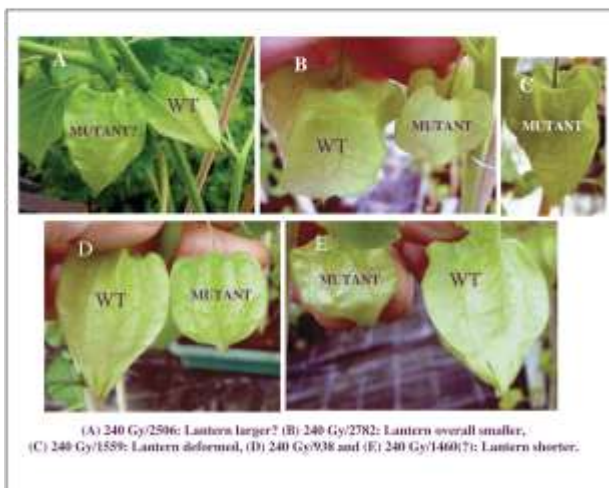 A
WT
MUTANT?
B
WT
MUTANT
C
MUTANT
D
WT
MUTANT
E
MUTANT
WT
(A) 240 Gy/2506: Lantern larger? (B) 240 Gy/2782: Lantern overall smaller,
(C) 240 Gy/1559: Lantern deformed, (D) 240 Gy/938 and (E) 240 Gy/1460(?): Lantern shorter.